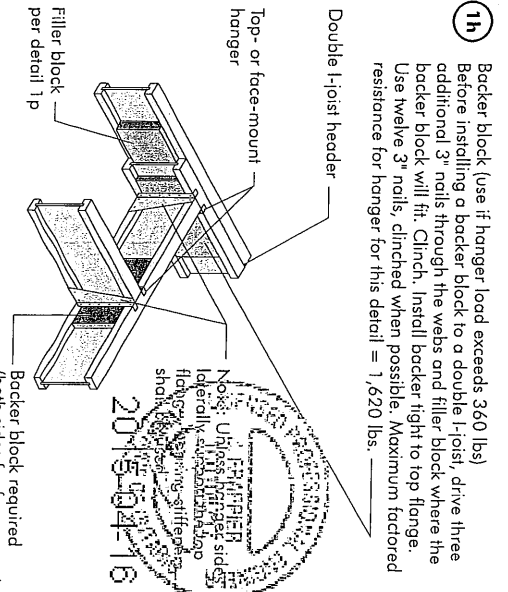 1h
Backer block (use if hanger load exceeds 360 lbs)
Before installing a backer block to a double I-joist, drive three
additional 3" nails through the webs and filler block where the
backer block will fit. Clinch. Install backer tight to top flange.
Use twelve 3" nails, clinched when possible. Maximum factored
resistance for hanger for this detail = 1,620 lbs.
Double I-joist header
Top- or face-mount
hanger
Filler block
per detail 1p
Note: Unless hanger sides
laterally support the top
flange, bearing stiffeners
shall be used
2015-04-16
Backer block required